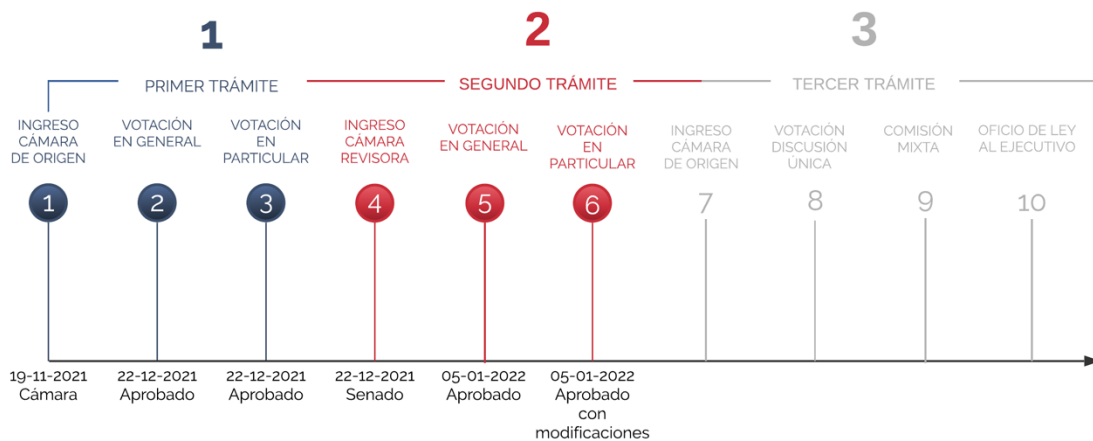 1
2
3
PRIMER TRÁMITE
SEGUNDO TRÁMITE
TERCER TRÁMITE
INGRESO
CÁMARA
DE ORIGEN
VOTACIÓN
EN GENERAL
VOTACIÓN
EN
PARTICULAR
INGRESO
CÁMARA
REVISORA
VOTACIÓN
EN GENERAL
VOTACIÓN
EN
PARTICULAR
INGRESO
CÁMARA
DE ORIGEN
VOTACIÓN
DISCUSIÓN
ÚNICA
COMISIÓN
MIXTA
OFICIO DE LEY
AL EJECUTIVO
1
2
3
4
5
6
7
8
9
10
19-11-2021
Cámara
22-12-2021
Aprobado
22-12-2021
Aprobado
22-12-2021
Senado
05-01-2022
Aprobado
05-01-2022
Aprobado
con
modificaciones